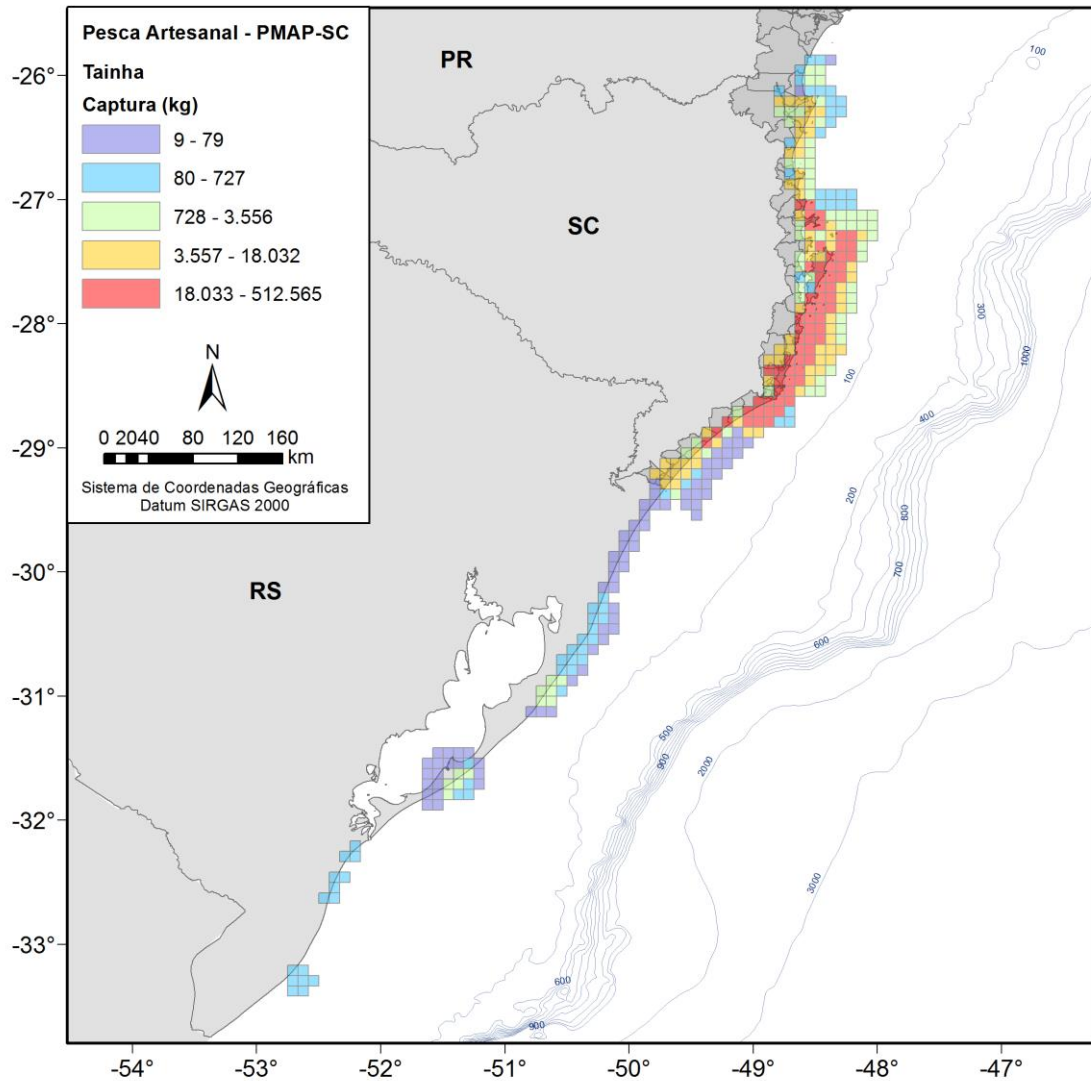 Pesca Artesanal - PMAP-SC
Tainha
Captura (kg)
9 - 79
80 - 727
728 - 3.556
3.557 - 18.032
18.033 - 512.565
N
0 20 40 80 120 160
km
Sistema de Coordenadas Geográficas
Datum SIRGAS 2000
PR
SC
RS
-26°
-27°
-28°
-29°
-30°
-31°
-32°
-33°
100
300
1000
100
400
200
800
700
600
500
900
2000
3000
600
900
-54°
-53°
-52°
-51°
-50°
-49°
-48°
-47°